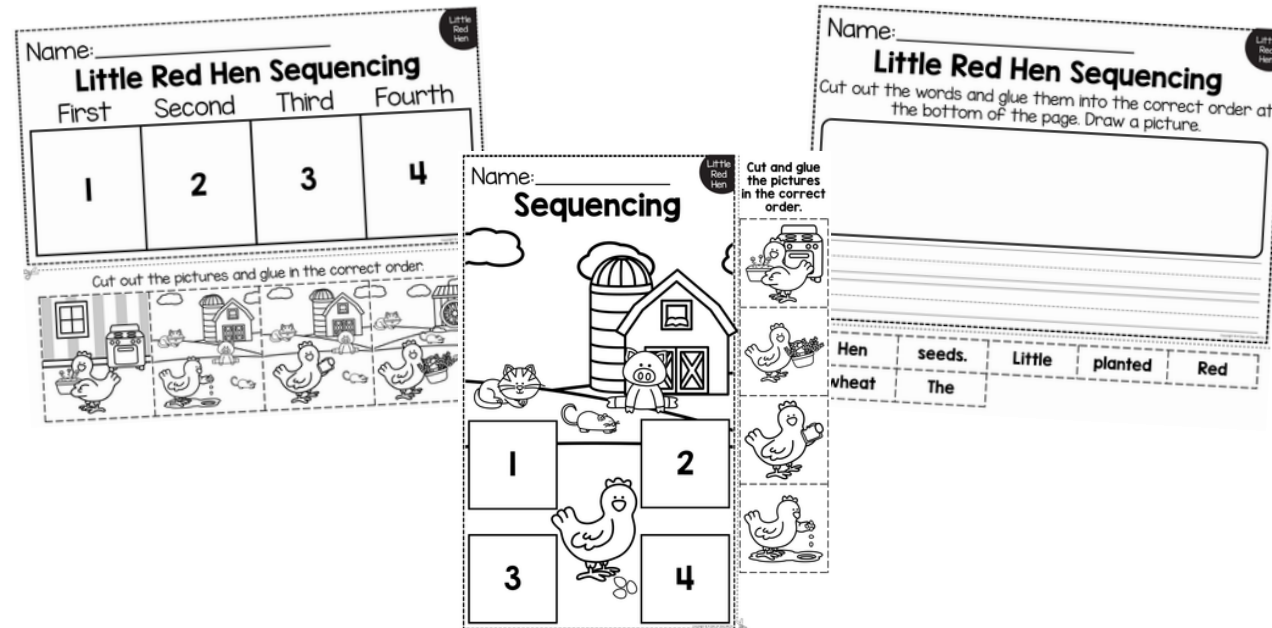 Little
Red
Hen
Name:
Little Red Hen Sequencing
First Second Third Fourth
1 2 3 4
Cut out the pictures and glue in the correct order.
Little
Red
Hen
Name:
Sequencing
1 2
3 4
Cut and glue
the pictures
in the correct
order.
Name:
Little Red Hen Sequencing
Cut out the words and glue them into the correct order at
the bottom of the page. Draw a picture.
Hen seeds. Little planted Red
wheat The